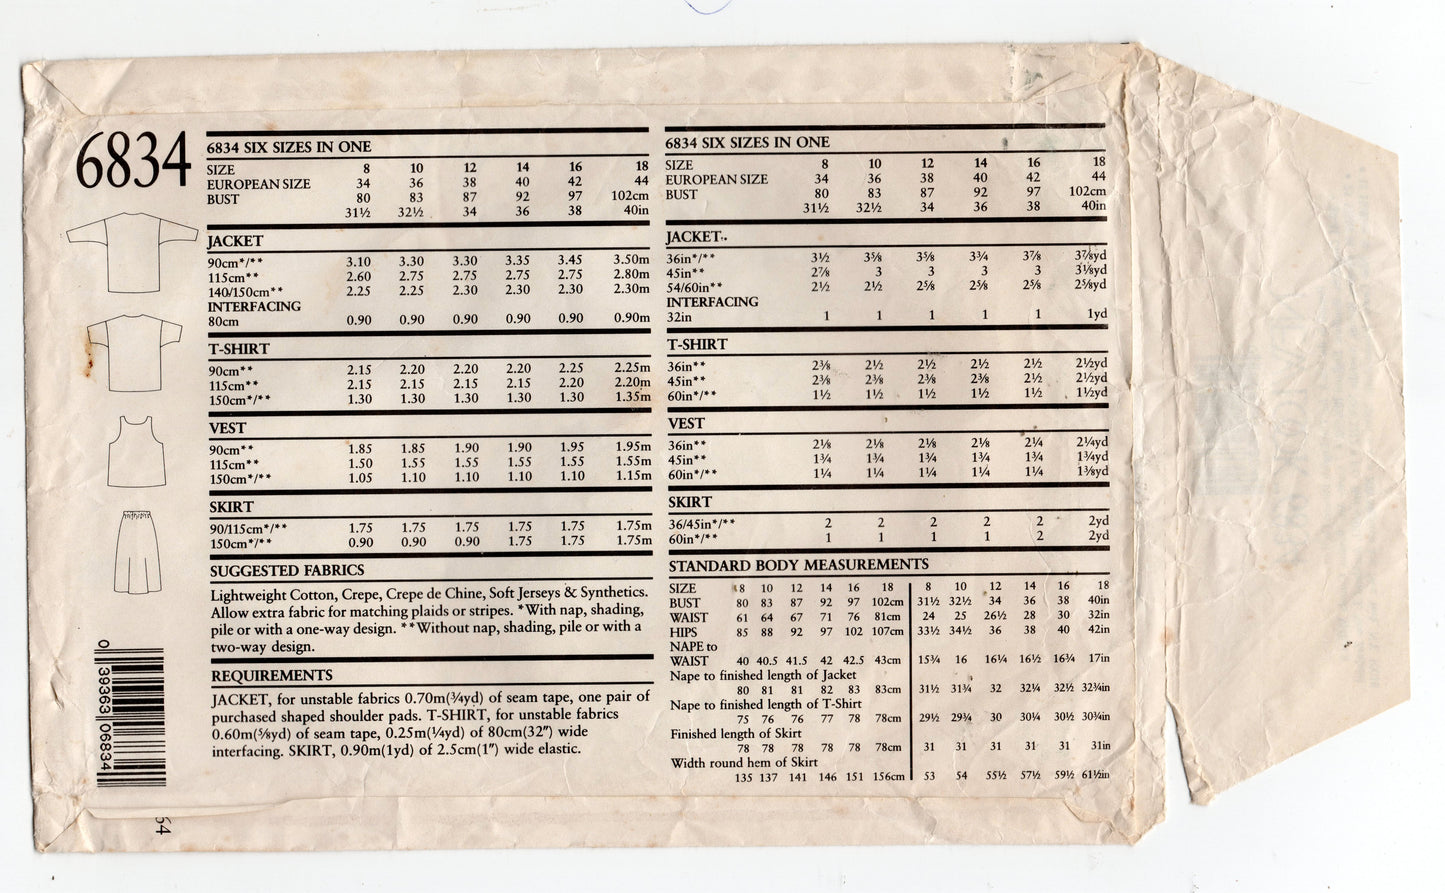 6834
6834 SIX SIZES IN ONE
SIZE 8 10 12 14 16 18
EUROPEAN SIZE 34 36 38 40 42 44
BUST 80 83 87 92 97 102cm
31½ 32½ 34 36 38 40in
JACKET
90cm*/** 3.10 3.30 3.30 3.35 3.45 3.50m
115cm** 2.60 2.75 2.75 2.75 2.75 2.80m
140/150cm** 2.25 2.25 2.30 2.30 2.30 2.30m
INTERFACING
80cm 0.90 0.90 0.90 0.90 0.90 0.90m
T-SHIRT
90cm** 2.15 2.20 2.20 2.20 2.25 2.25m
115cm** 2.15 2.15 2.15 2.15 2.20 2.20m
150cm*/** 1.30 1.30 1.30 1.30 1.30 1.35m
VEST
90cm** 1.85 1.85 1.90 1.90 1.95 1.95m
115cm** 1.50 1.55 1.55 1.55 1.55 1.55m
150cm*/** 1.05 1.10 1.10 1.10 1.10 1.15m
SKIRT
90/115cm*/** 1.75 1.75 1.75 1.75 1.75 1.75m
150cm*/** 0.90 0.90 0.90 1.75 1.75 1.75m
SUGGESTED FABRICS
Lightweight Cotton, Crepe, Crepe de Chine, Soft Jerseys & Synthetics.
Allow extra fabric for matching plaids or stripes. *With nap, shading,
pile or with a one-way design. **Without nap, shading, pile or with a
two-way design.
REQUIREMENTS
JACKET, for unstable fabrics 0.70m(¾yd) of seam tape, one pair of
purchased shaped shoulder pads. T-SHIRT, for unstable fabrics
0.60m(⅝yd) of seam tape, 0.25m(¼yd) of 80cm(32″) wide
interfacing. SKIRT, 0.90m(1yd) of 2.5cm(1″) wide elastic.
6834 SIX SIZES IN ONE
SIZE 8 10 12 14 16 18
EUROPEAN SIZE 34 36 38 40 42 44
BUST 80 83 87 92 97 102cm
31½ 32½ 34 36 38 40in
JACKET
36in*/** 3½ 3⅝ 3⅝ 3¾ 3⅞ 3⅞yd
45in** 2⅞ 3 3 3 3 3⅛yd
54/60in** 2½ 2½ 2⅝ 2⅝ 2⅝ 2⅝yd
INTERFACING
32in 1 1 1 1 1 1yd
T-SHIRT
36in** 2⅜ 2½ 2½ 2½ 2½ 2½yd
45in** 2⅜ 2⅜ 2⅜ 2⅜ 2½ 2½yd
60in*/** 1½ 1½ 1½ 1½ 1½ 1½yd
VEST
36in** 2⅛ 2⅛ 2⅛ 2⅛ 2¼ 2¼yd
45in** 1¾ 1¾ 1¾ 1¾ 1¾ 1¾yd
60in*/** 1¼ 1¼ 1¼ 1¼ 1¼ 1⅜yd
SKIRT
36/45in*/** 2 2 2 2 2 2yd
60in*/** 1 1 1 1 2 2yd
STANDARD BODY MEASUREMENTS
SIZE 8 10 12 14 16 18 8 10 12 14 16 18
BUST 80 83 87 92 97 102cm 31½ 32½ 34 36 38 40in
WAIST 61 64 67 71 76 81cm 24 25 26½ 28 30 32in
HIPS 85 88 92 97 102 107cm 33½ 34½ 36 38 40 42in
NAPE to
WAIST 40 40.5 41.5 42 42.5 43cm 15¾ 16 16¼ 16½ 16¾ 17in
Nape to finished length of Jacket
80 81 81 82 83 83cm 31½ 31¾ 32 32¼ 32½ 32¾in
Nape to finished length of T-Shirt
75 76 76 77 78 78cm 29½ 29¾ 30 30¼ 30½ 30¾in
Finished length of Skirt
78 78 78 78 78 78cm 31 31 31 31 31 31in
Width round hem of Skirt
135 137 141 146 151 156cm 53 54 55½ 57½ 59½ 61½in
0 39363 06834
64